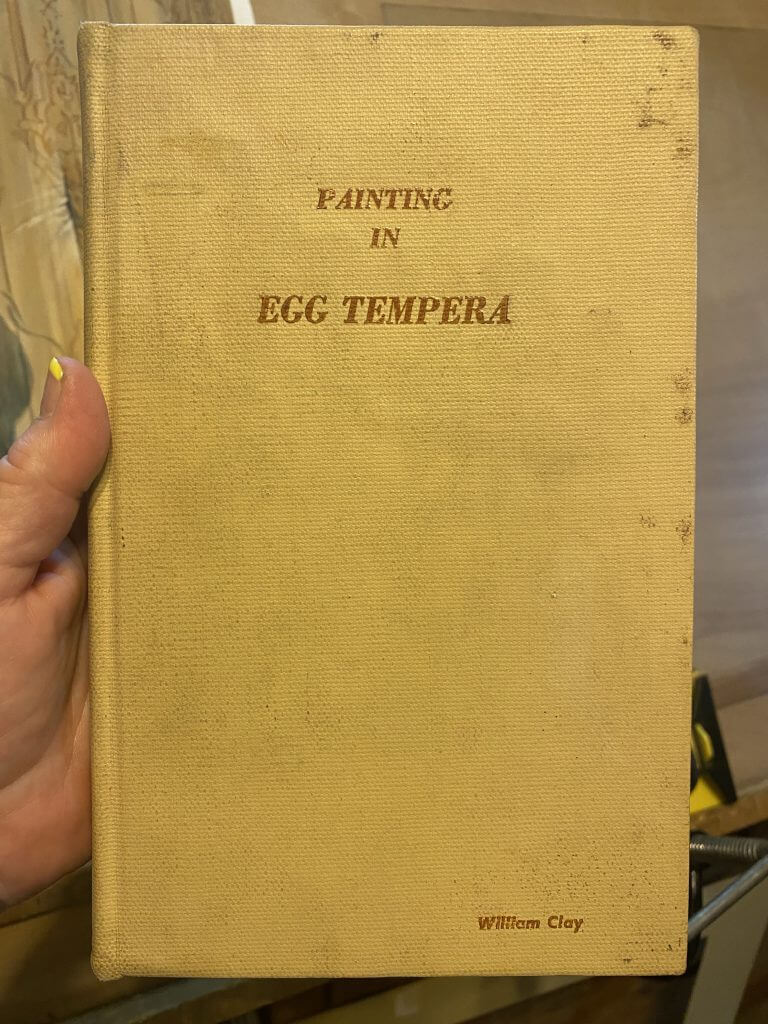 PAINTING
IN
EGG TEMPERA
William Clay